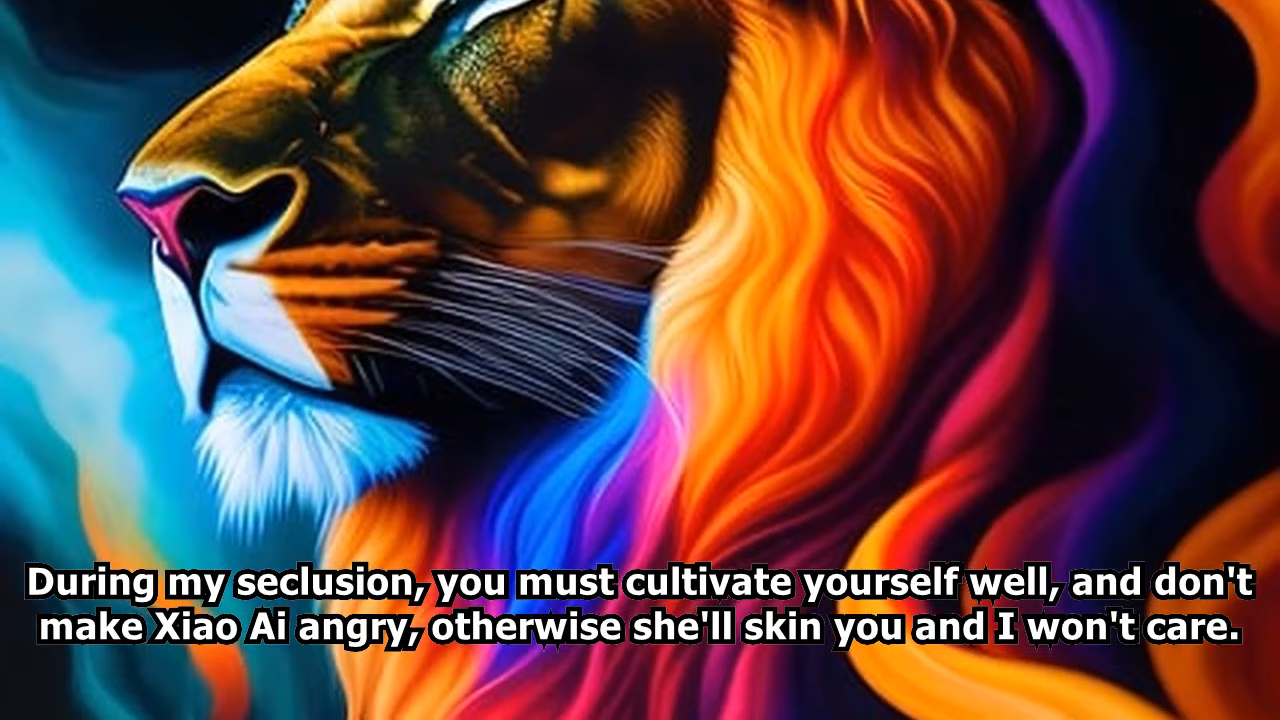 During my seclusion, you must cultivate yourself well, and don't
make Xiao Ai angry, otherwise she'll skin you and I won't care.